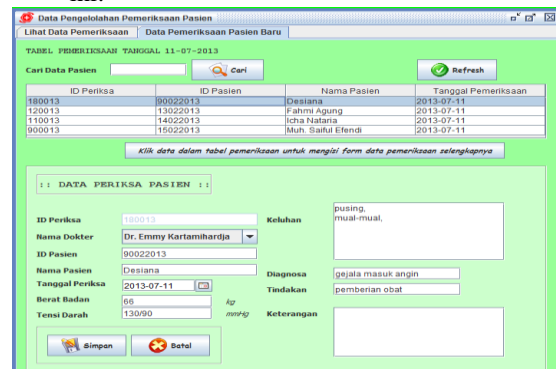 Data Pengelolahan Pemeriksaan Pasien
Lihat Data Pemeriksaan Data Pemeriksaan Pasien Baru
TABEL PEMERIKSAAN TANGGAL 11-07-2013
Cari Data Pasien Cari Refresh
ID Periksa ID Pasien Nama Pasien Tanggal Pemeriksaan
180013 90022013 Desiana 2013-07-11
120013 13022013 Fahmi Agung 2013-07-11
110013 14022013 Icha Nataria 2013-07-11
900013 15022013 Muh. Saiful Efendi 2013-07-11
Klik data dalam tabel pemeriksaan untuk mengisi form data pemeriksaan selengkapnya
:: DATA PERIKSA PASIEN ::
ID Periksa 180013 Keluhan pusing,
mual-mual,
Nama Dokter Dr. Emmy Kartamihardja
ID Pasien 90022013
Nama Pasien Desiana Diagnosa gejala masuk angin
Tanggal Periksa 2013-07-11 Tindakan pemberian obat
Berat Badan 66 kg
Tensi Darah 130/90 mmHg Keterangan
Simpan Batal